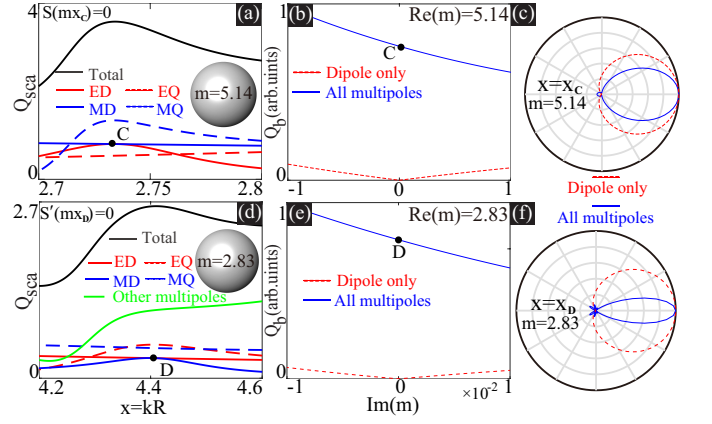 4
S(mx_C)=0
(a)
Q_sca
Total
ED
EQ
MD
MQ
m=5.14
C
0
2.7
2.75
2.8
1
(b)
Re(m)=5.14
Q_b(arb.uints)
C
Dipole only
All multipoles
0
-1
0
1
(c)
x=x_C
m=5.14
Dipole only
All multipoles
2.7
S′(mx_D)=0
(d)
Q_sca
Total
ED
EQ
MD
MQ
Other multipoles
m=2.83
D
0
4.2
4.4
4.6
x=kR
1
(e)
Re(m)=2.83
Q_b(arb.uints)
D
Dipole only
All multipoles
0
-1
0
1
Im(m)
×10⁻²
(f)
x=x_D
m=2.83